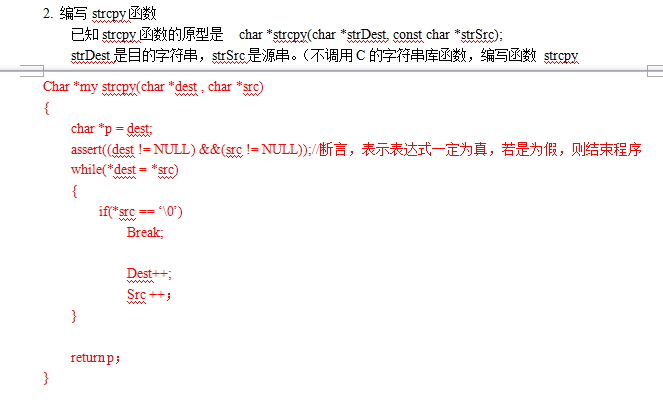 2. 编写 strcpy 函数
已知 strcpy 函数的原型是 char *strcpy(char *strDest, const char *strSrc);
strDest 是目的字符串，strSrc 是源串。（不调用 C 的字符串库函数，编写函数 strcpy
Char *my strcpy(char *dest , char *src)
{
char *p = dest;
assert((dest != NULL) &&(src != NULL));//断言，表示表达式一定为真，若是为假，则结束程序
while(*dest = *src)
{
if(*src == ‘\0’)
Break;
Dest++;
Src ++；
}
return p；
}